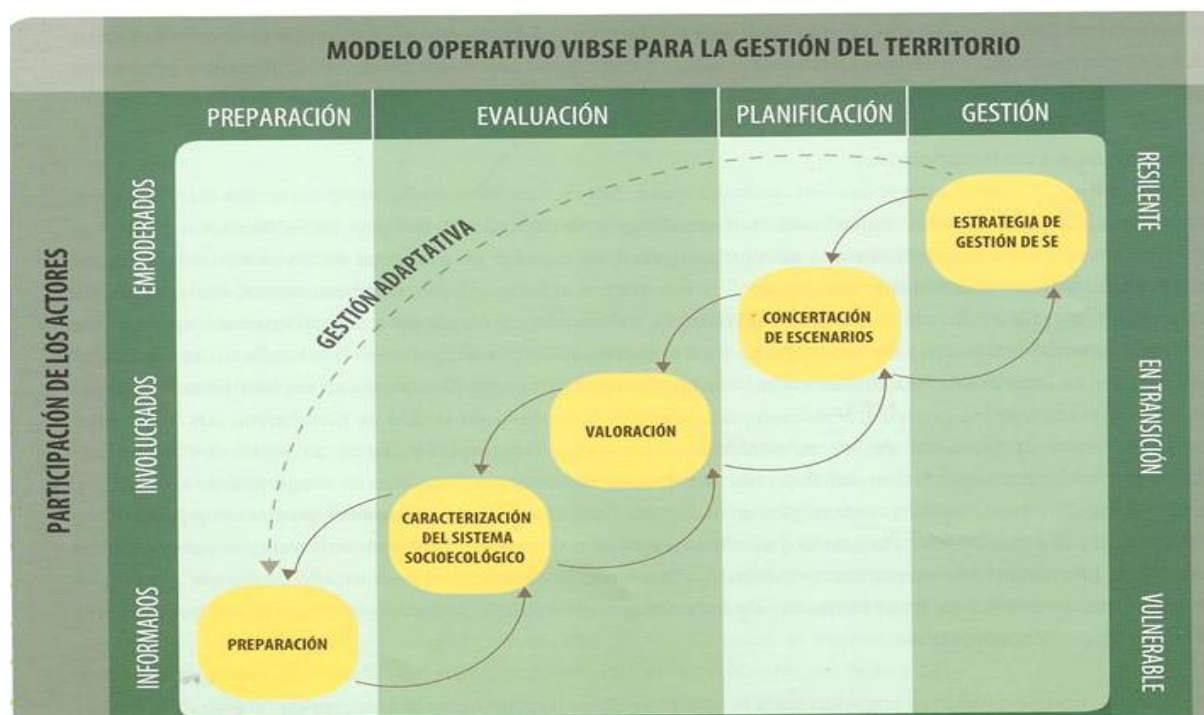 MODELO OPERATIVO VIBSE PARA LA GESTIÓN DEL TERRITORIO
PREPARACIÓN
EVALUACIÓN
PLANIFICACIÓN
GESTIÓN
PARTICIPACIÓN DE LOS ACTORES
EMPODERADOS
INVOLUCRADOS
INFORMADOS
RESILENTE
EN TRANSICIÓN
VULNERABLE
GESTIÓN ADAPTATIVA
ESTRATEGIA DE
GESTIÓN DE SE
CONCERTACIÓN
DE ESCENARIOS
VALORACIÓN
CARACTERIZACIÓN
DEL SISTEMA
SOCIOECOLÓGICO
PREPARACIÓN